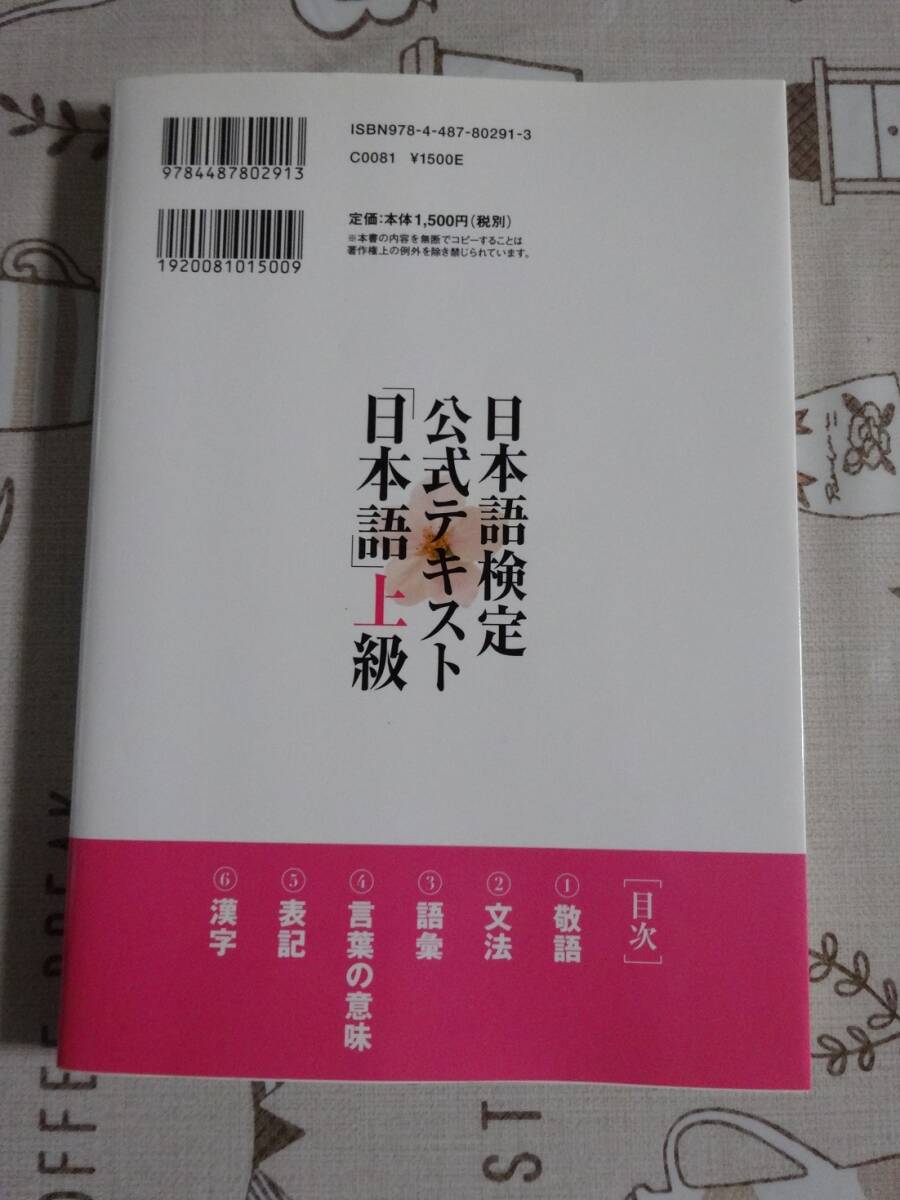 ISBN978-4-487-80291-3
C0081 ¥1500E
9784487802913
定価:本体1,500円(税別)
※本書の内容を無断でコピーすることは
著作権上の例外を除き禁じられています。
1920081015009
日本語検定
公式テキスト
「日本語」上級
[目次]
①敬語
②文法
③語彙
④言葉の意味
⑤表記
⑥漢字